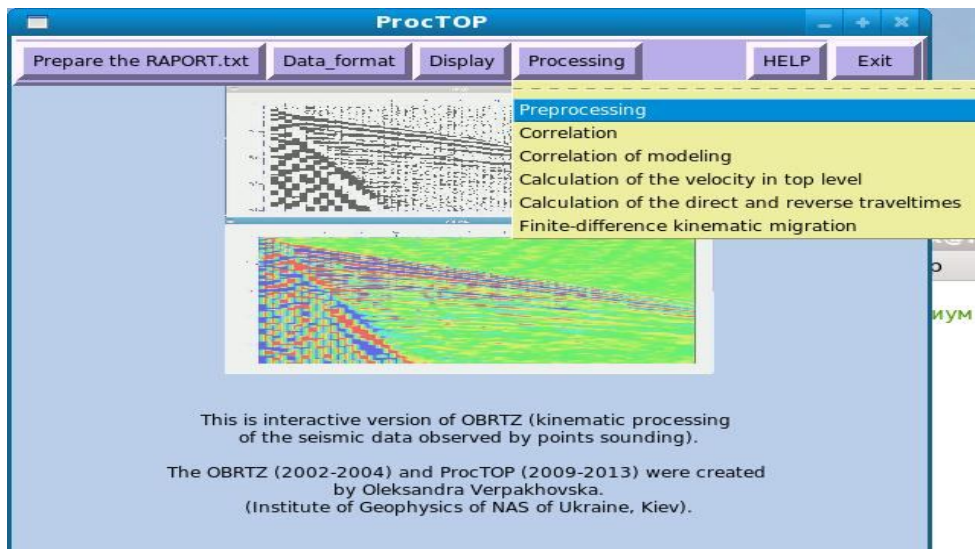 ProcTOP
Prepare the RAPORT.txt Data_format Display Processing HELP Exit
Preprocessing
Correlation
Correlation of modeling
Calculation of the velocity in top level
Calculation of the direct and reverse traveltimes
Finite-difference kinematic migration
иум
This is interactive version of OBRTZ (kinematic processing
of the seismic data observed by points sounding).
The OBRTZ (2002-2004) and ProcTOP (2009-2013) were created
by Oleksandra Verpakhovska.
(Institute of Geophysics of NAS of Ukraine, Kiev).